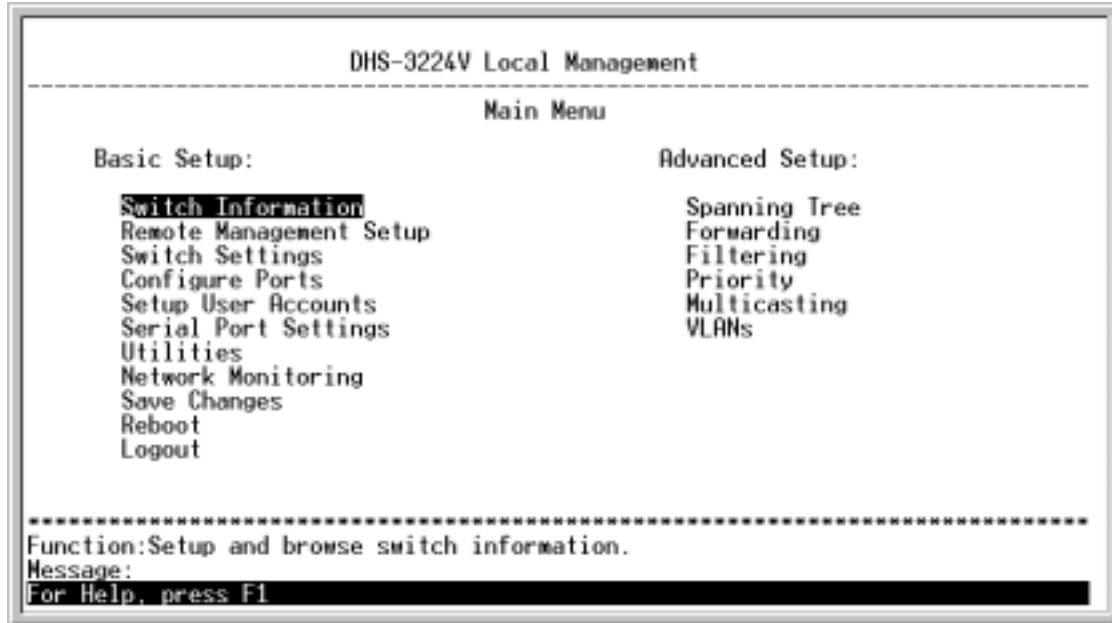 DHS-3224V Local Management
Main Menu
Basic Setup:
Switch Information
Remote Management Setup
Switch Settings
Configure Ports
Setup User Accounts
Serial Port Settings
Utilities
Network Monitoring
Save Changes
Reboot
Logout
Advanced Setup:
Spanning Tree
Forwarding
Filtering
Priority
Multicasting
VLANs
Function:Setup and browse switch information.
Message:
For Help, press F1